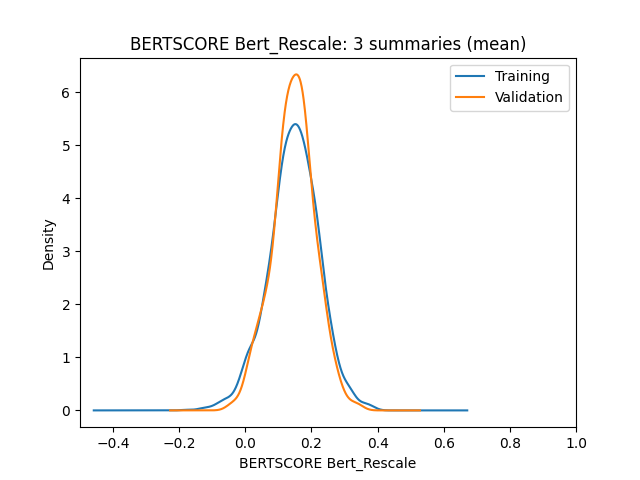 BERTSCORE Bert_Rescale: 3 summaries (mean)
Training
Validation
Density
6
5
4
3
2
1
0
−0.4 −0.2 0.0 0.2 0.4 0.6 0.8 1.0
BERTSCORE Bert_Rescale